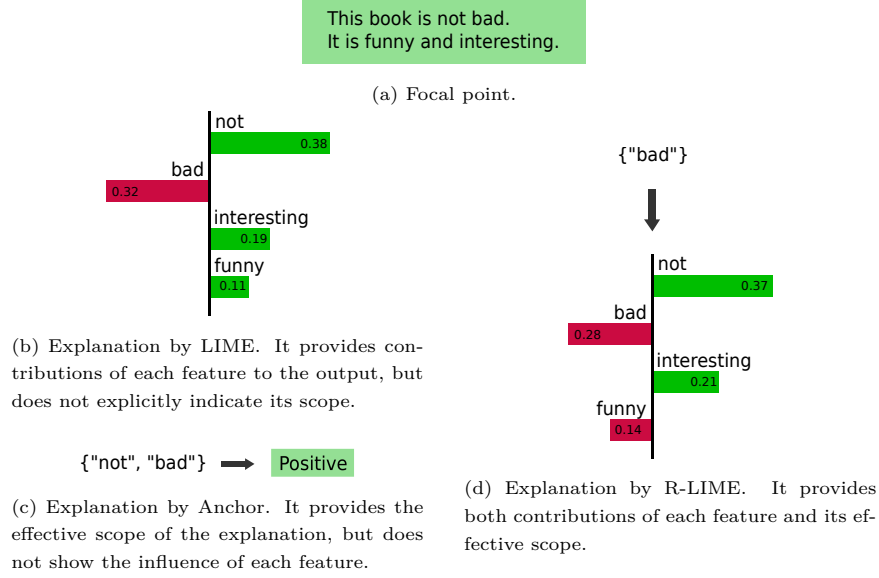 This book is not bad.
It is funny and interesting.
(a) Focal point.
not
0.38
bad
0.32
interesting
0.19
funny
0.11
(b) Explanation by LIME. It provides con-
tributions of each feature to the output, but
does not explicitly indicate its scope.
{"not", "bad"}
Positive
(c) Explanation by Anchor. It provides the
effective scope of the explanation, but does
not show the influence of each feature.
{"bad"}
not
0.37
bad
0.28
interesting
0.21
funny
0.14
(d) Explanation by R-LIME. It provides
both contributions of each feature and its ef-
fective scope.